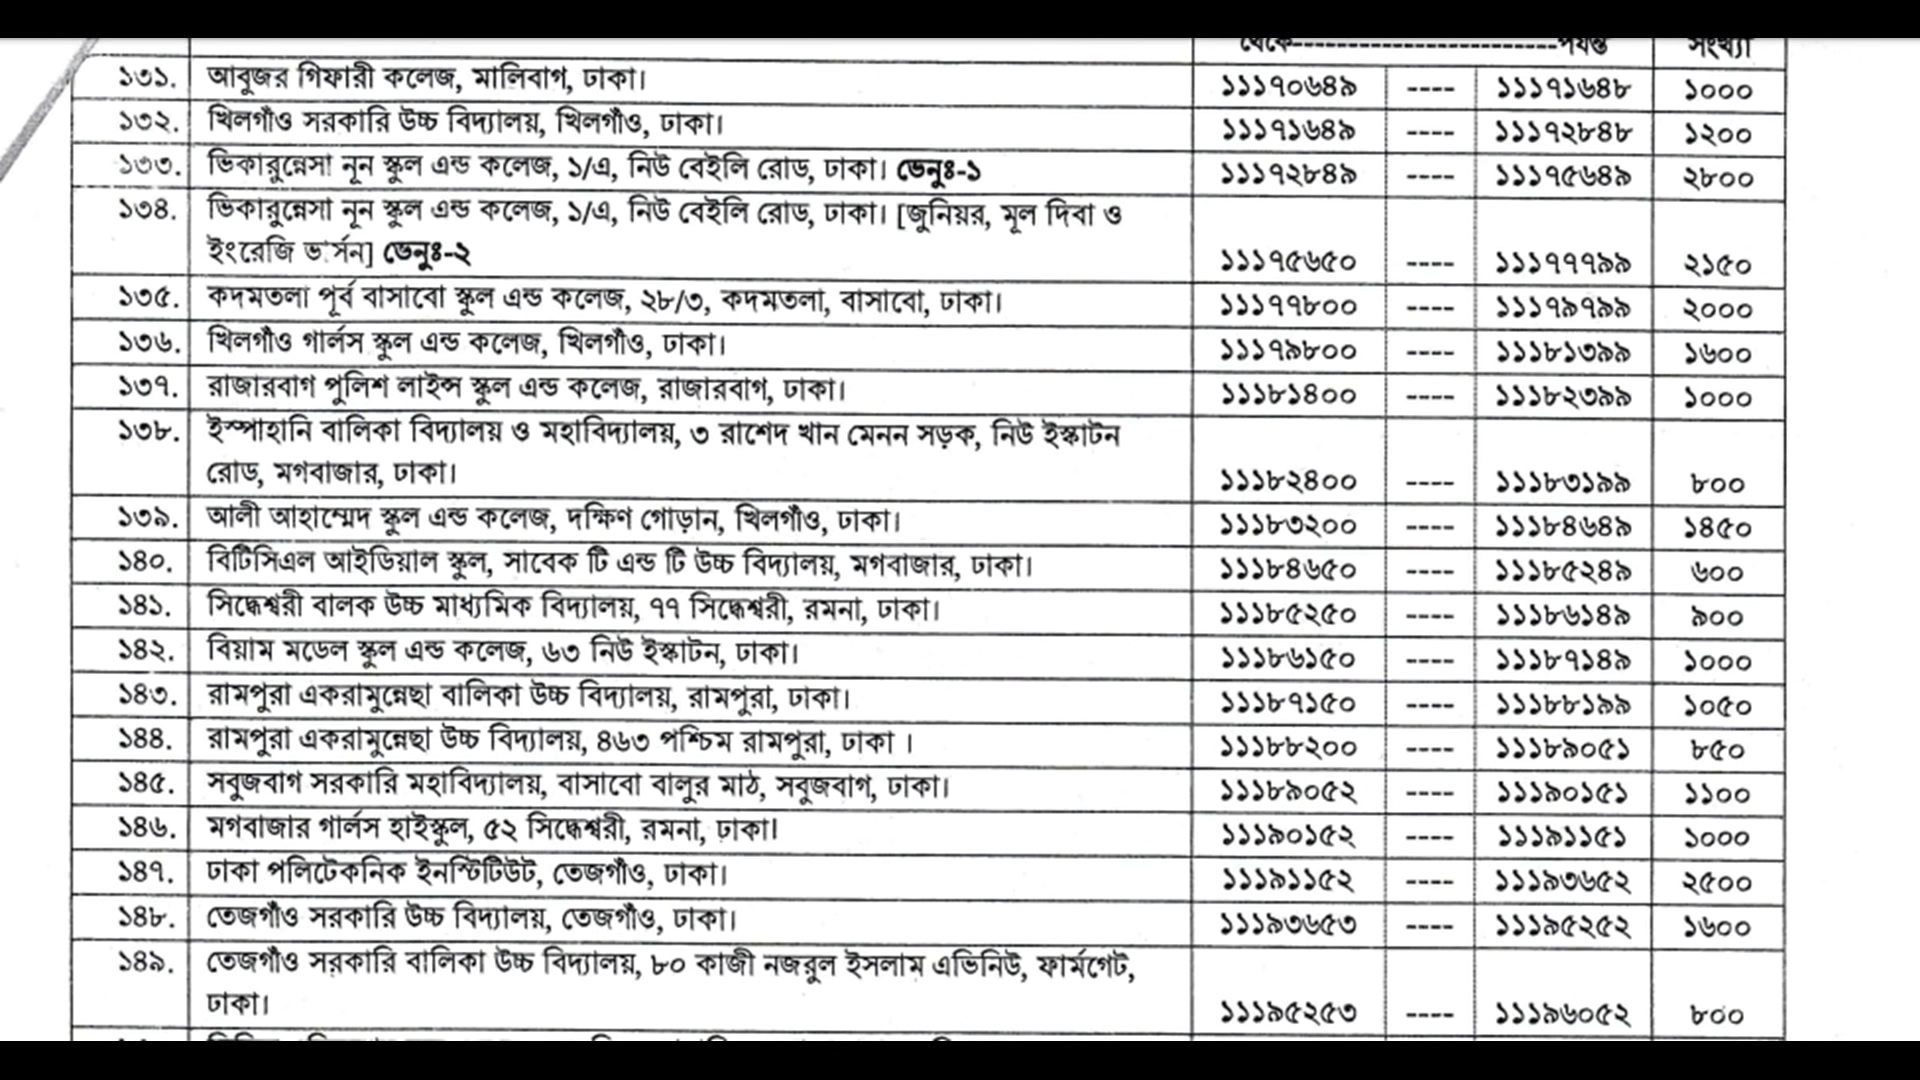 থেকে--------------------------পর্যন্ত সংখ্যা
১৩১. আবুজর গিফারী কলেজ, মালিবাগ, ঢাকা। ১১১৭০৬৪৯ ---- ১১১৭১৬৪৮ ১০০০
১৩২. খিলগাঁও সরকারি উচ্চ বিদ্যালয়, খিলগাঁও, ঢাকা। ১১১৭১৬৪৯ ---- ১১১৭২৮৪৮ ১২০০
১৩৩. ভিকারুন্নেসা নূন স্কুল এন্ড কলেজ, ১/এ, নিউ বেইলি রোড, ঢাকা। ভেনুঃ-১ ১১১৭২৮৪৯ ---- ১১১৭৫৬৪৯ ২৮০০
১৩৪. ভিকারুন্নেসা নূন স্কুল এন্ড কলেজ, ১/এ, নিউ বেইলি রোড, ঢাকা। [জুনিয়র, মূল দিবা ও
ইংরেজি ভার্সন] ভেনুঃ-২ ১১১৭৫৬৫০ ---- ১১১৭৭৭৯৯ ২১৫০
১৩৫. কদমতলা পূর্ব বাসাবো স্কুল এন্ড কলেজ, ২৮/৩, কদমতলা, বাসাবো, ঢাকা। ১১১৭৭৮০০ ---- ১১১৭৯৭৯৯ ২০০০
১৩৬. খিলগাঁও গার্লস স্কুল এন্ড কলেজ, খিলগাঁও, ঢাকা। ১১১৭৯৮০০ ---- ১১১৮১৩৯৯ ১৬০০
১৩৭. রাজারবাগ পুলিশ লাইন্স স্কুল এন্ড কলেজ, রাজারবাগ, ঢাকা। ১১১৮১৪০০ ---- ১১১৮২৩৯৯ ১০০০
১৩৮. ইস্পাহানি বালিকা বিদ্যালয় ও মহাবিদ্যালয়, ৩ রাশেদ খান মেনন সড়ক, নিউ ইস্কাটন
রোড, মগবাজার, ঢাকা। ১১১৮২৪০০ ---- ১১১৮৩১৯৯ ৮০০
১৩৯. আলী আহাম্মেদ স্কুল এন্ড কলেজ, দক্ষিণ গোড়ান, খিলগাঁও, ঢাকা। ১১১৮৩২০০ ---- ১১১৮৪৬৪৯ ১৪৫০
১৪০. বিটিসিএল আইডিয়াল স্কুল, সাবেক টি এন্ড টি উচ্চ বিদ্যালয়, মগবাজার, ঢাকা। ১১১৮৪৬৫০ ---- ১১১৮৫২৪৯ ৬০০
১৪১. সিদ্ধেশ্বরী বালক উচ্চ মাধ্যমিক বিদ্যালয়, ৭৭ সিদ্ধেশ্বরী, রমনা, ঢাকা। ১১১৮৫২৫০ ---- ১১১৮৬১৪৯ ৯০০
১৪২. বিয়াম মডেল স্কুল এন্ড কলেজ, ৬৩ নিউ ইস্কাটন, ঢাকা। ১১১৮৬১৫০ ---- ১১১৮৭১৪৯ ১০০০
১৪৩. রামপুরা একরামুন্নেছা বালিকা উচ্চ বিদ্যালয়, রামপুরা, ঢাকা। ১১১৮৭১৫০ ---- ১১১৮৮১৯৯ ১০৫০
১৪৪. রামপুরা একরামুন্নেছা উচ্চ বিদ্যালয়, ৪৬৩ পশ্চিম রামপুরা, ঢাকা । ১১১৮৮২০০ ---- ১১১৮৯০৫১ ৮৫০
১৪৫. সবুজবাগ সরকারি মহাবিদ্যালয়, বাসাবো বালুর মাঠ, সবুজবাগ, ঢাকা। ১১১৮৯০৫২ ---- ১১১৯০১৫১ ১১০০
১৪৬. মগবাজার গার্লস হাইস্কুল, ৫২ সিদ্ধেশ্বরী, রমনা, ঢাকা। ১১১৯০১৫২ ---- ১১১৯১১৫১ ১০০০
১৪৭. ঢাকা পলিটেকনিক ইনস্টিটিউট, তেজগাঁও, ঢাকা। ১১১৯১১৫২ ---- ১১১৯৩৬৫২ ২৫০০
১৪৮. তেজগাঁও সরকারি উচ্চ বিদ্যালয়, তেজগাঁও, ঢাকা। ১১১৯৩৬৫৩ ---- ১১১৯৫২৫২ ১৬০০
১৪৯. তেজগাঁও সরকারি বালিকা উচ্চ বিদ্যালয়, ৮০ কাজী নজরুল ইসলাম এভিনিউ, ফার্মগেট,
ঢাকা। ১১১৯৫২৫৩ ---- ১১১৯৬০৫২ ৮০০